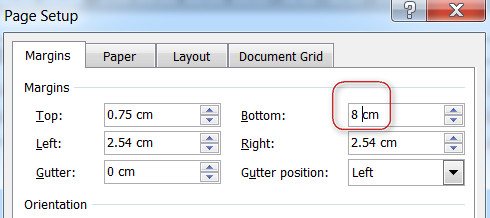 Page Setup
Margins Paper Layout Document Grid
Margins
Top: 0.75 cm Bottom: 8 cm
Left: 2.54 cm Right: 2.54 cm
Gutter: 0 cm Gutter position: Left
Orientation